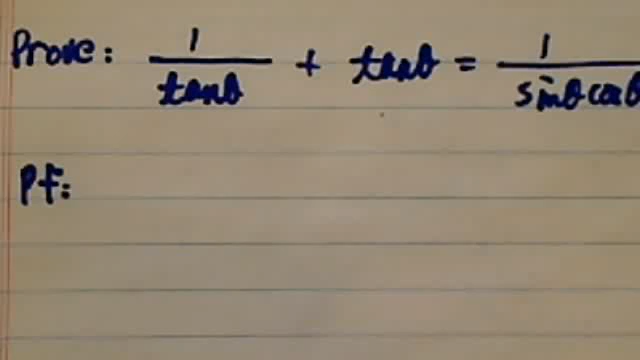 Prove: 1/tanθ + tanθ = 1/sinθcosθ
Pf: